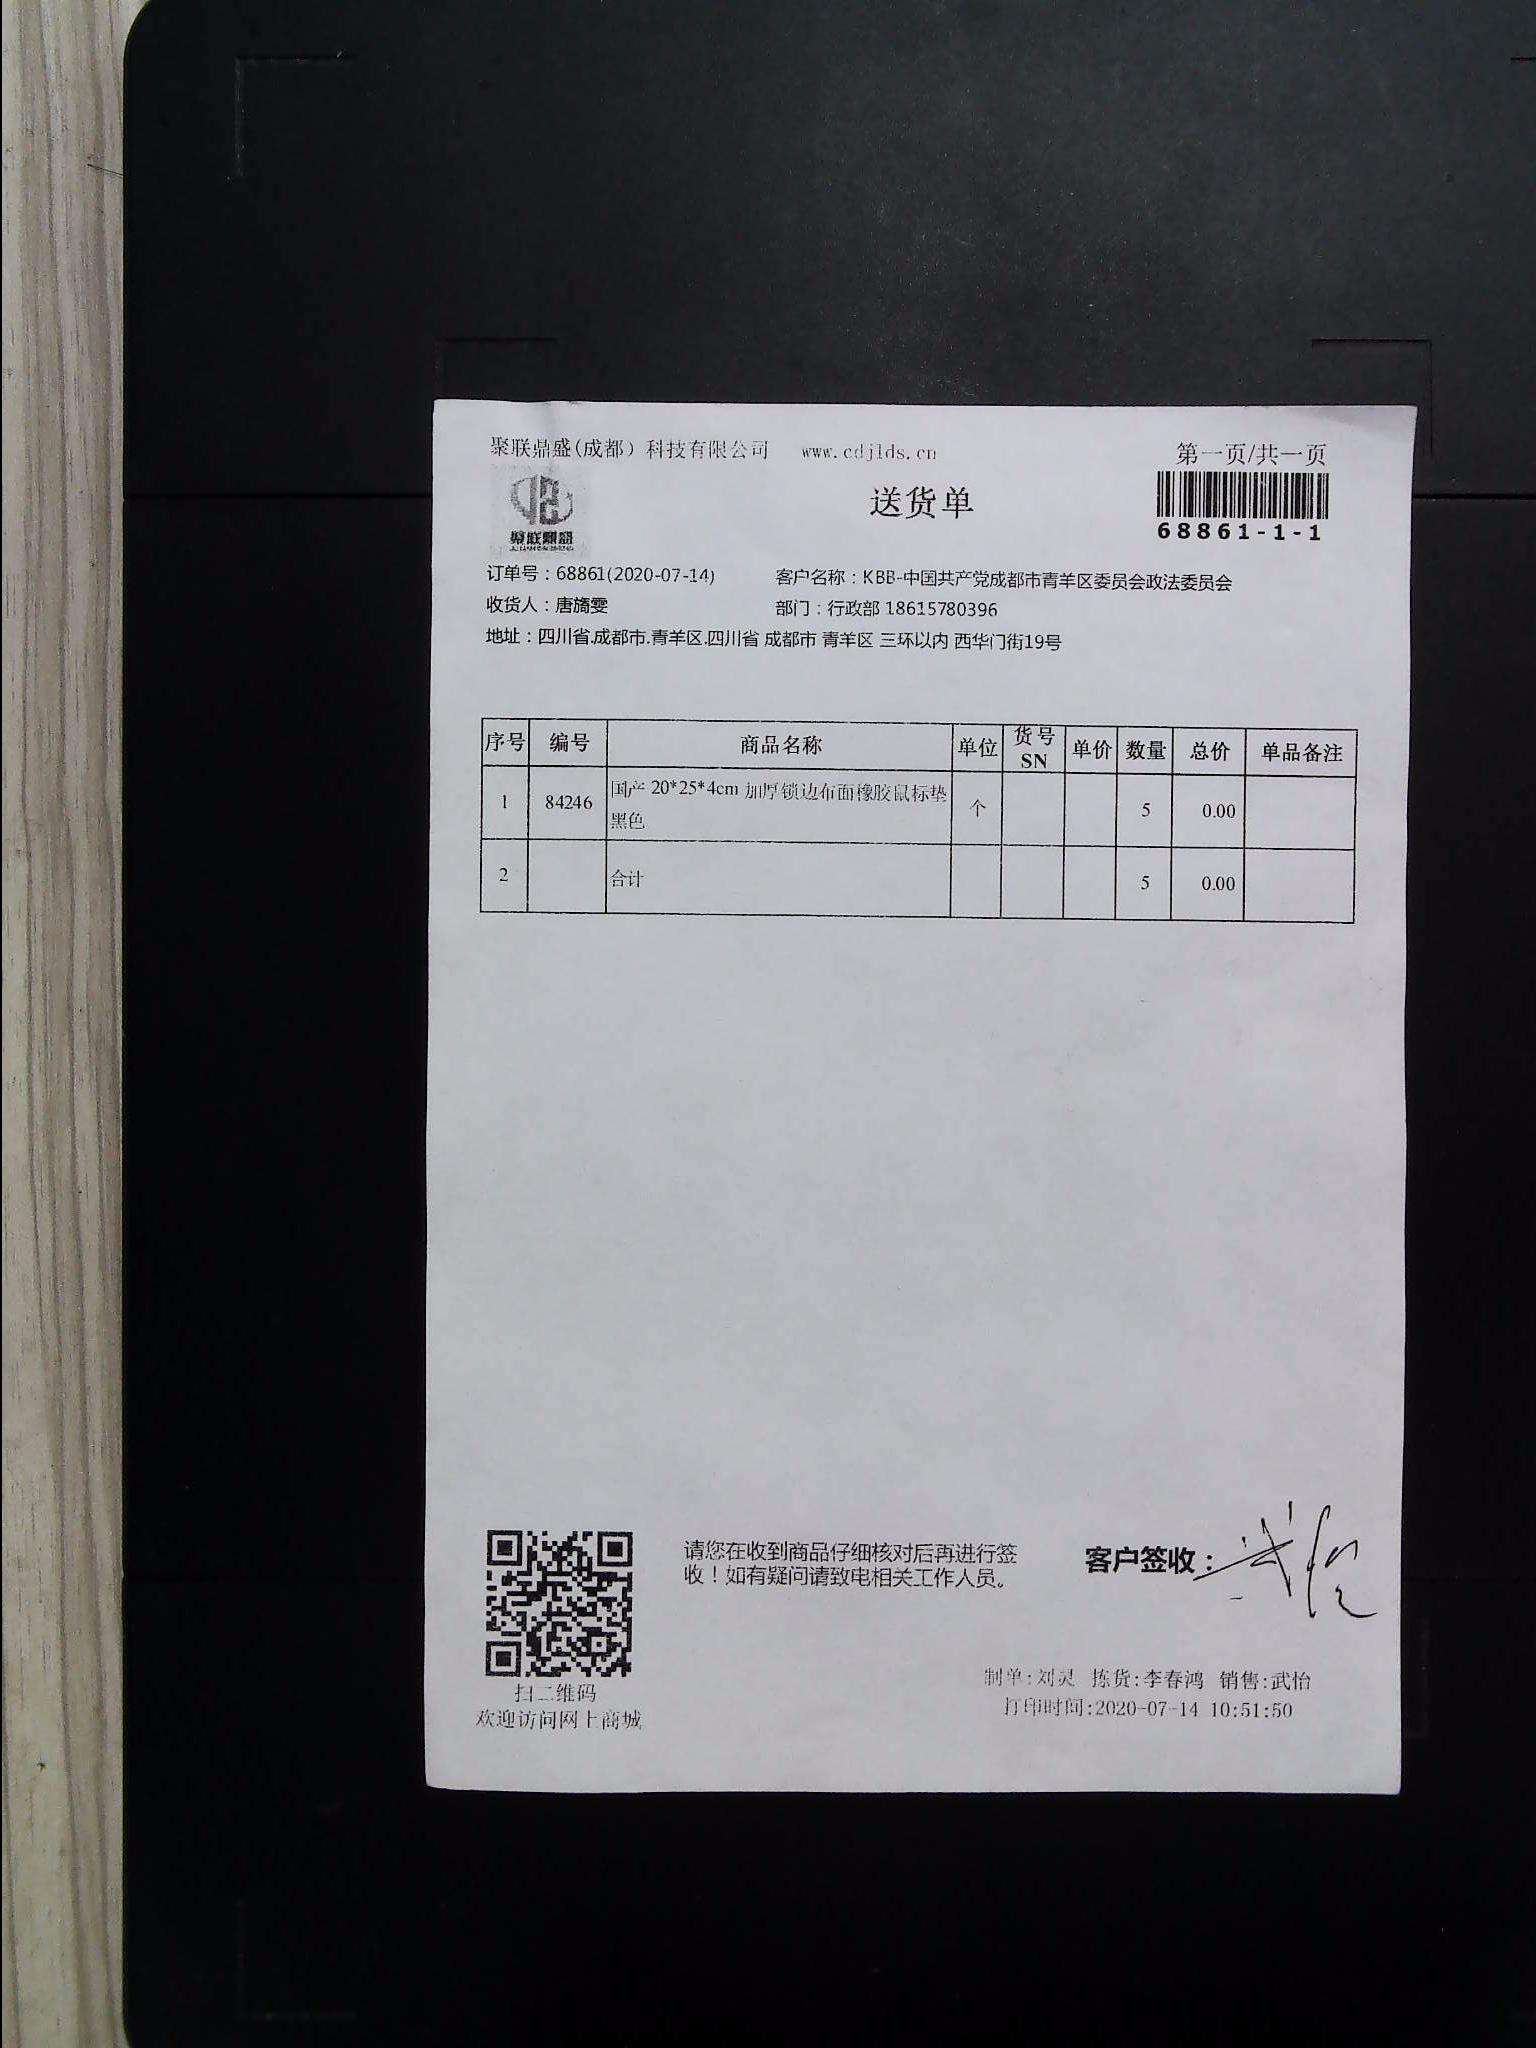 聚联鼎盛(成都）科技有限公司 www.cdjlds.cn 第一页/共一页
聚联鼎盛
送货单
68861-1-1
订单号：68861(2020-07-14) 客户名称：KBB-中国共产党成都市青羊区委员会政法委员会
收货人：唐旖雯 部门：行政部 18615780396
地址：四川省.成都市.青羊区.四川省 成都市 青羊区 三环以内 西华门街19号
序号 编号 商品名称 单位 货号SN 单价 数量 总价 单品备注
1 84246 国产 20*25*4cm 加厚锁边布面橡胶鼠标垫 个 5 0.00
黑色
2 合计 5 0.00
请您在收到商品仔细核对后再进行签
收！如有疑问请致电相关工作人员。
客户签收：武怡
扫二维码
欢迎访问网上商城
制单:刘灵 拣货:李春鸿 销售:武怡
打印时间:2020-07-14 10:51:50